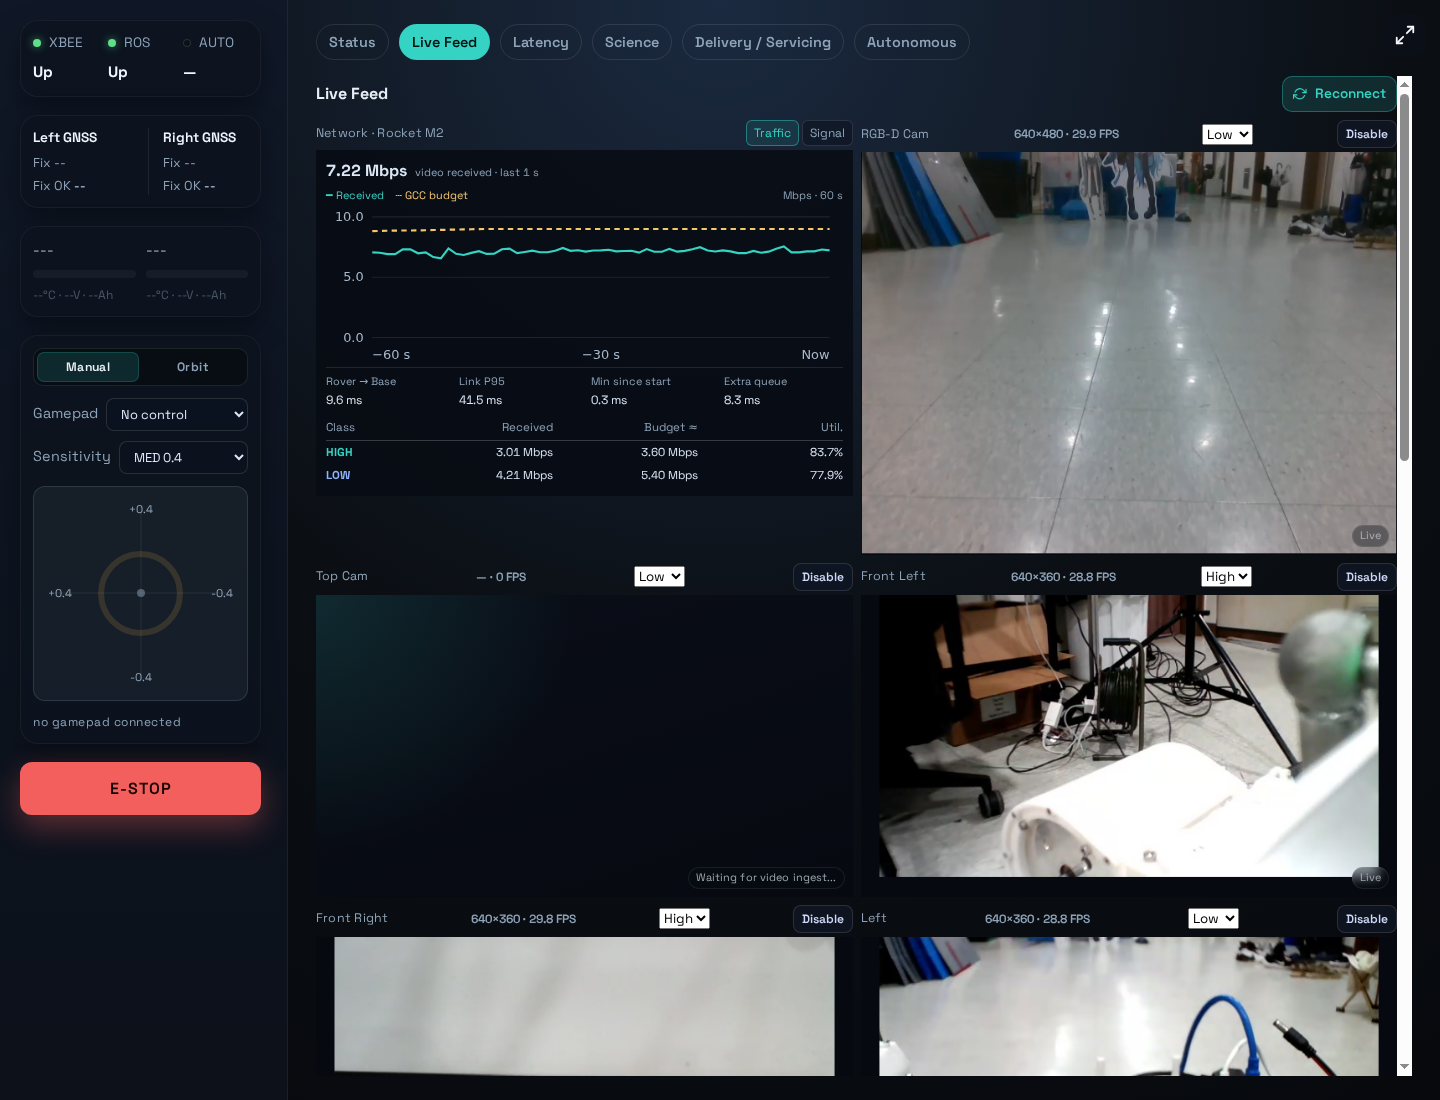 XBEE ROS AUTO
Up Up —
Left GNSS Right GNSS
Fix -- Fix --
Fix OK -- Fix OK --
--- ---
--°C · --V · --Ah --°C · --V · --Ah
Manual Orbit
Gamepad No control
Sensitivity MED 0.4
+0.4
+0.4 -0.4
-0.4
no gamepad connected
E-STOP
Status Live Feed Latency Science Delivery / Servicing Autonomous
Live Feed Reconnect
Network · Rocket M2 Traffic Signal
7.22 Mbps video received · last 1 s
Received GCC budget Mbps · 60 s
10.0
5.0
0.0
−60 s −30 s Now
Rover → Base Link P95 Min since start Extra queue
9.6 ms 41.5 ms 0.3 ms 8.3 ms
Class Received Budget ≈ Util.
HIGH 3.01 Mbps 3.60 Mbps 83.7%
LOW 4.21 Mbps 5.40 Mbps 77.9%
RGB-D Cam 640×480 · 29.9 FPS Low Disable
Live
Top Cam — · 0 FPS Low Disable
Waiting for video ingest...
Front Left 640×360 · 28.8 FPS High Disable
Live
Front Right 640×360 · 29.8 FPS High Disable
Left 640×360 · 28.8 FPS Low Disable